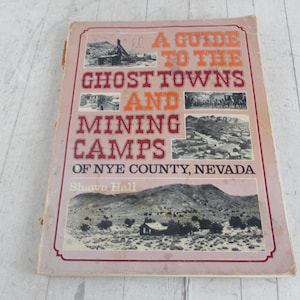 A GUIDE
TO THE
GHOST TOWNS
AND
MINING
CAMPS
OF NYE COUNTY, NEVADA
Shawn Hall